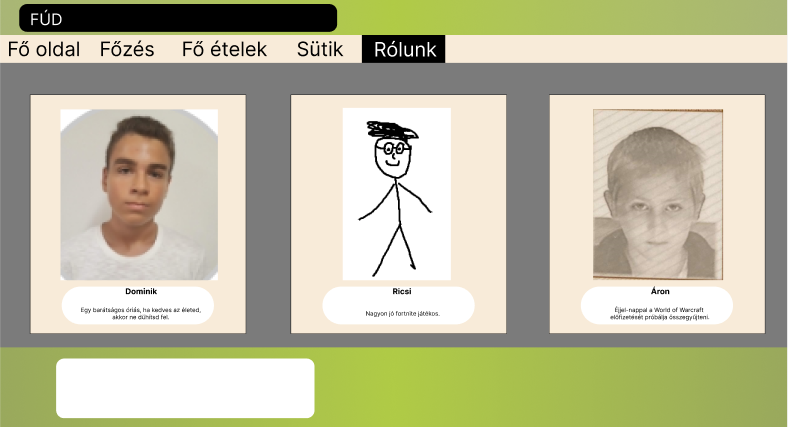 FÚD
Fő oldal Főzés Fő ételek Sütik Rólunk
Dominik
Egy barátságos óriás, ha kedves az életed,
akkor ne dühítsd fel.
Ricsi
Nagyon jó fortnite játékos.
Áron
Éjjel-nappal a World of Warcraft
előfizetését próbálja összegyűjteni.